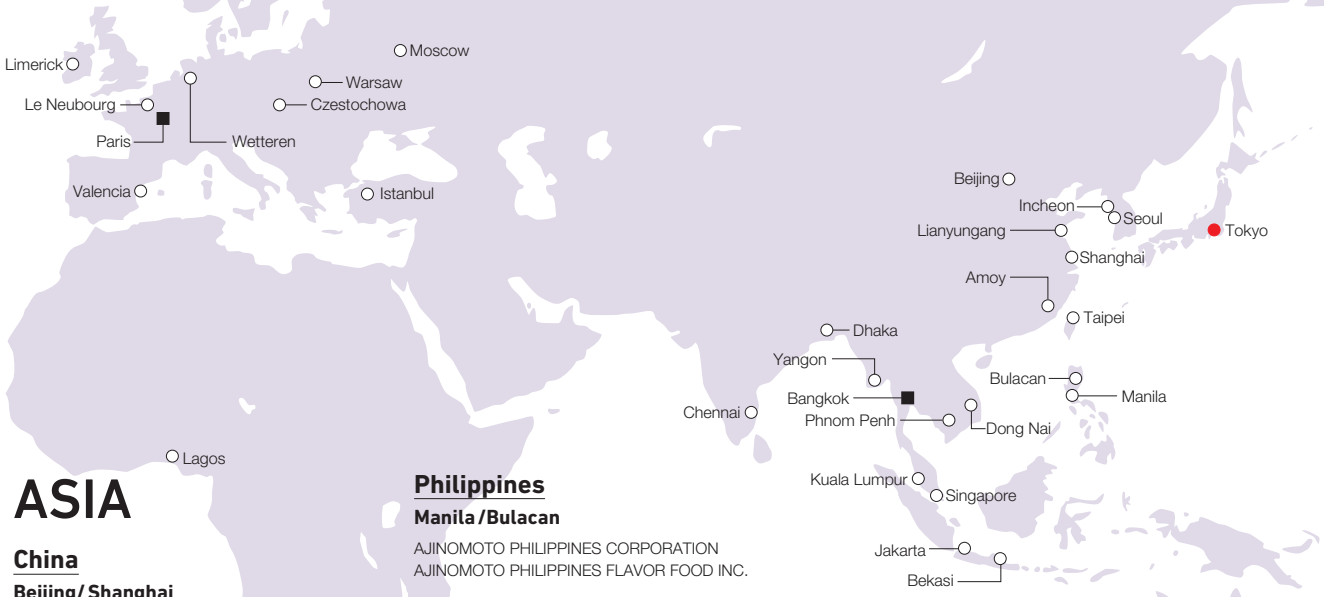 Moscow
Limerick
Warsaw
Le Neubourg
Czestochowa
Paris
Wetteren
Beijing
Valencia
Istanbul
Incheon
Seoul
Lianyungang
Tokyo
Shanghai
Amoy
Taipei
Dhaka
Yangon
Bulacan
Bangkok
Manila
Chennai
Phnom Penh
Dong Nai
Lagos
Kuala Lumpur
Singapore
Jakarta
Bekasi
ASIA
China
Beijing/Shanghai
Philippines
Manila/Bulacan
AJINOMOTO PHILIPPINES CORPORATION
AJINOMOTO PHILIPPINES FLAVOR FOOD INC.